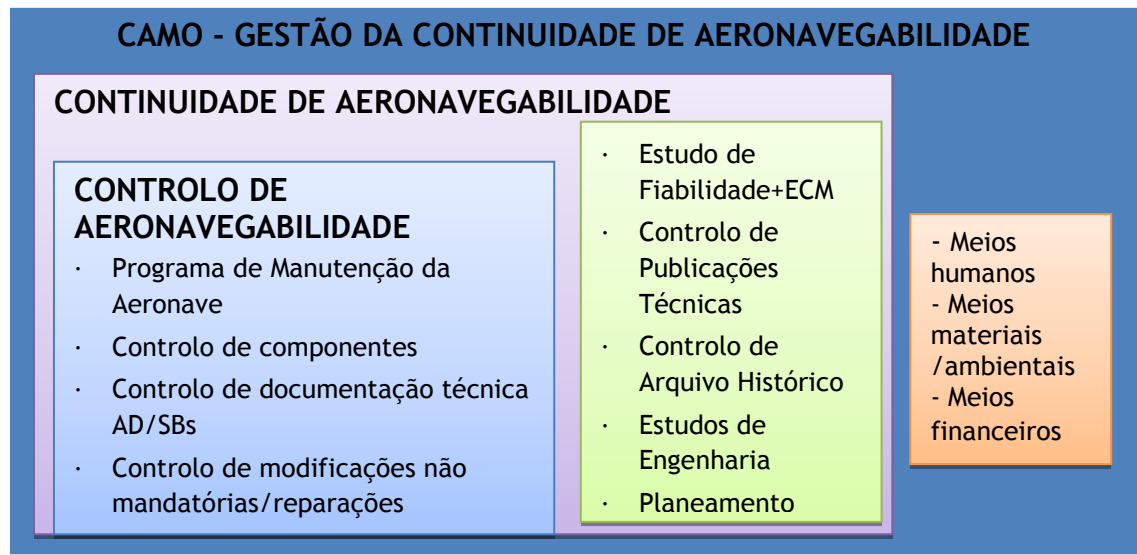 CAMO - GESTÃO DA CONTINUIDADE DE AERONAVEGABILIDADE
CONTINUIDADE DE AERONAVEGABILIDADE
CONTROLO DE
AERONAVEGABILIDADE
· Programa de Manutenção da
Aeronave
· Controlo de componentes
· Controlo de documentação técnica
AD/SBs
· Controlo de modificações não
mandatórias/reparações
· Estudo de
Fiabilidade+ECM
· Controlo de
Publicações
Técnicas
· Controlo de
Arquivo Histórico
· Estudos de
Engenharia
· Planeamento
- Meios
humanos
- Meios
materiais
/ambientais
- Meios
financeiros